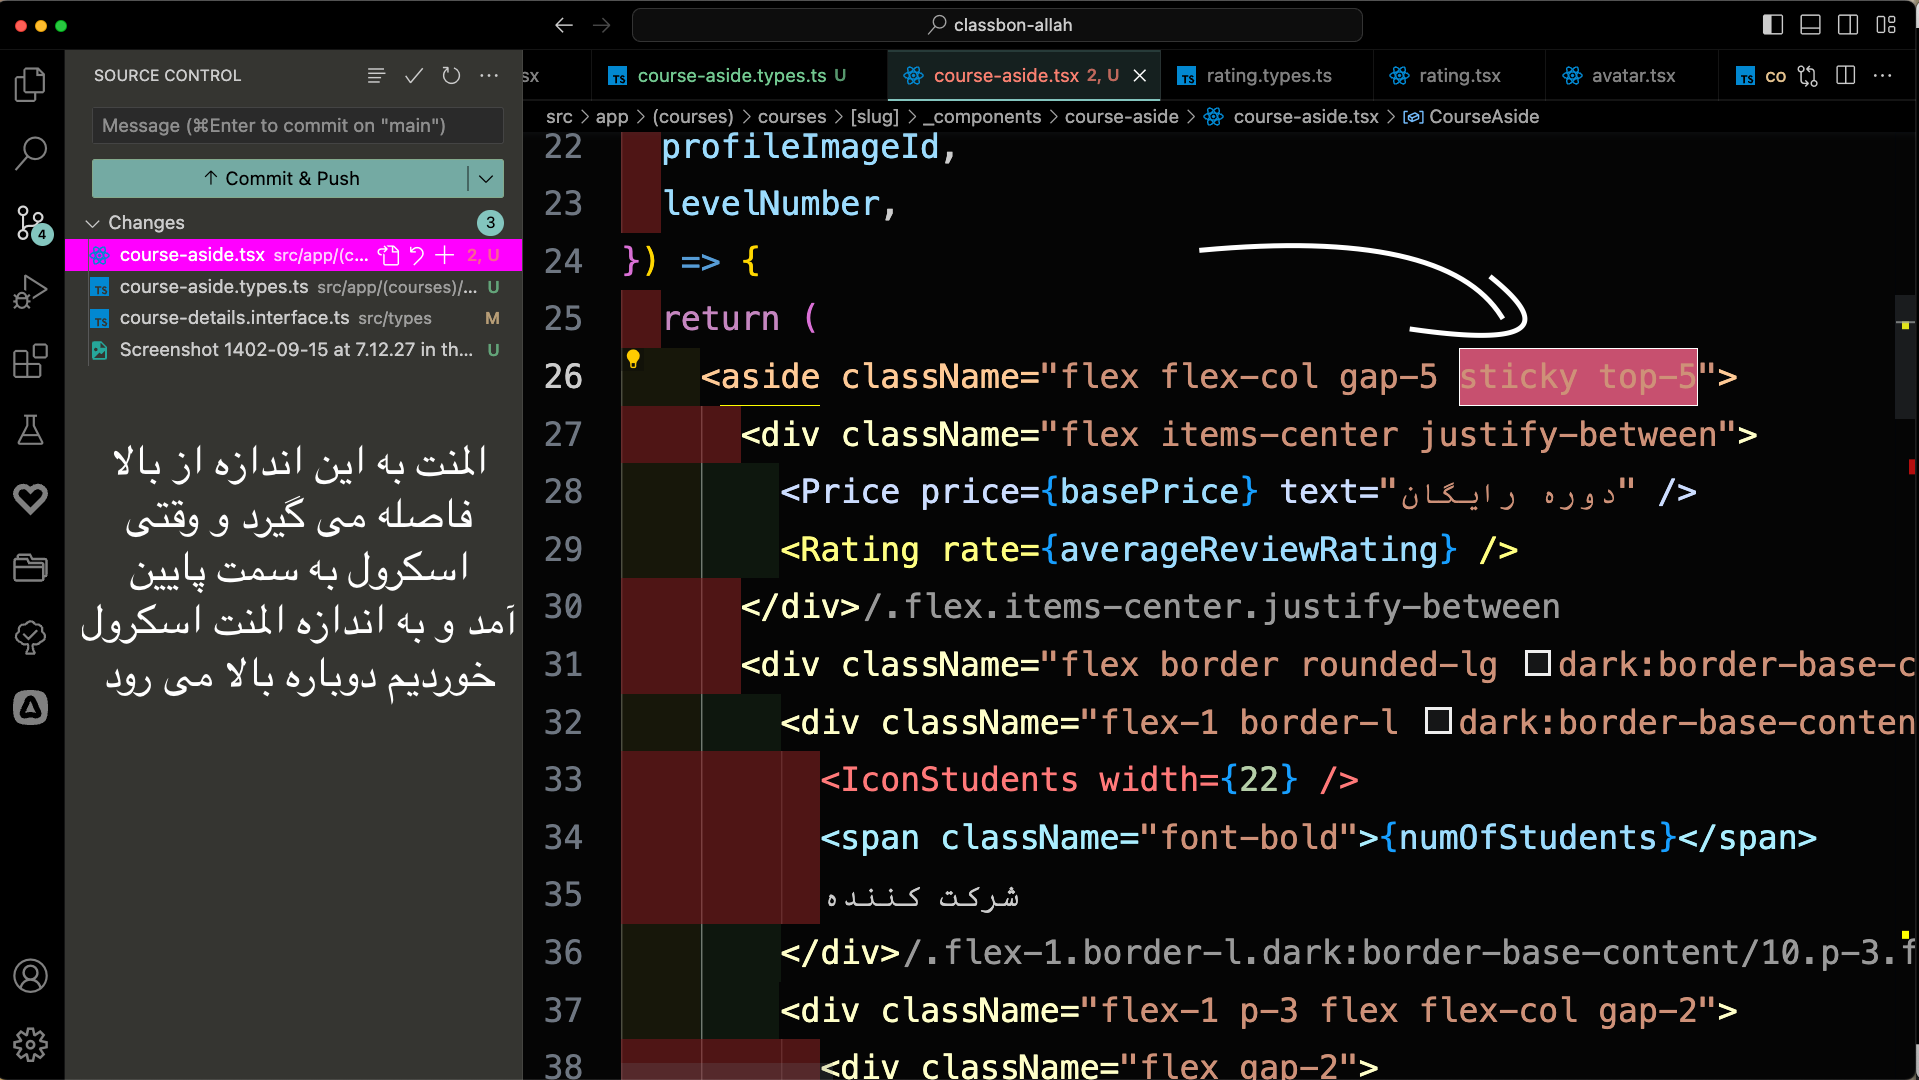 classbon-allah
SOURCE CONTROL
Message (⌘Enter to commit on "main")
Commit & Push
Changes 3
4
course-aside.tsx src/app/(c... 2, U
course-aside.types.ts src/app/(courses)/... U
course-details.interface.ts src/types M
Screenshot 1402-09-15 at 7.12.27 in th... U
المنت به این اندازه از بالا
فاصله می گیرد و وقتی
اسکرول به سمت پایین
آمد و به اندازه المنت اسکرول
خوردیم دوباره بالا می رود
sx course-aside.types.ts U course-aside.tsx 2, U rating.types.ts rating.tsx avatar.tsx co
src > app > (courses) > courses > [slug] > _components > course-aside > course-aside.tsx > CourseAside
22 profileImageId,
23 levelNumber,
24 }) => {
25 return (
26 <aside className="flex flex-col gap-5 sticky top-5">
27 <div className="flex items-center justify-between">
28 <Price price={basePrice} text="دوره رایگان" />
29 <Rating rate={averageReviewRating} />
30 </div>/.flex.items-center.justify-between
31 <div className="flex border rounded-lg dark:border-base-c
32 <div className="flex-1 border-l dark:border-base-conten
33 <IconStudents width={22} />
34 <span className="font-bold">{numOfStudents}</span>
35 شرکت کننده
36 </div>/.flex-1.border-l.dark:border-base-content/10.p-3.f
37 <div className="flex-1 p-3 flex flex-col gap-2">
38 <div className="flex gap-2">